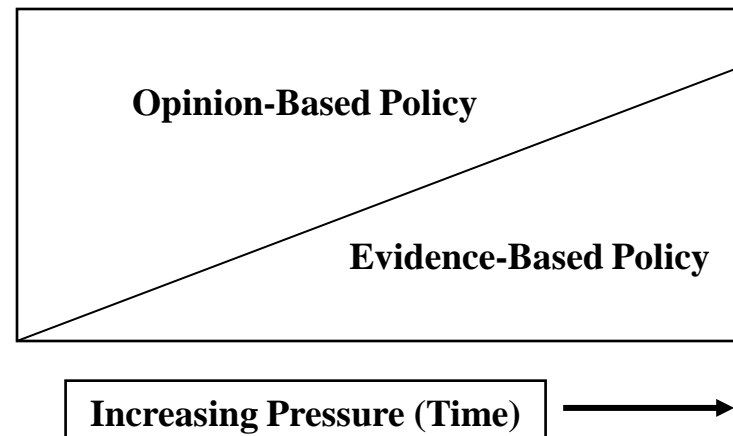 Opinion-Based Policy
Evidence-Based Policy
Increasing Pressure (Time)